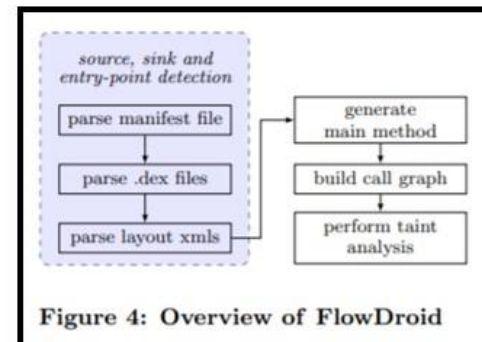 source, sink and
entry-point detection
parse manifest file
parse .dex files
parse layout xmls
generate
main method
build call graph
perform taint
analysis
Figure 4: Overview of FlowDroid